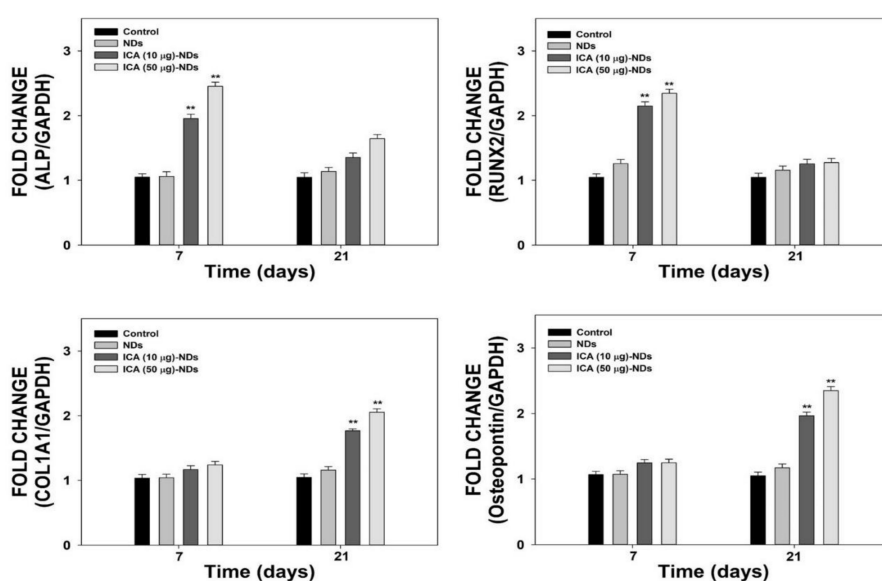 Control
NDs
ICA (10 μg)-NDs
ICA (50 μg)-NDs
FOLD CHANGE
(ALP/GAPDH)
3
2
1
0
**
**
7
21
Time (days)
Control
NDs
ICA (10 μg)-NDs
ICA (50 μg)-NDs
FOLD CHANGE
(RUNX2/GAPDH)
3
2
1
0
**
**
7
21
Time (days)
Control
NDs
ICA (10 μg)-NDs
ICA (50 μg)-NDs
FOLD CHANGE
(COL1A1/GAPDH)
3
2
1
0
**
**
7
21
Time (days)
Control
NDs
ICA (10 μg)-NDs
ICA (50 μg)-NDs
FOLD CHANGE
(Osteopontin/GAPDH)
3
2
1
0
**
**
7
21
Time (days)